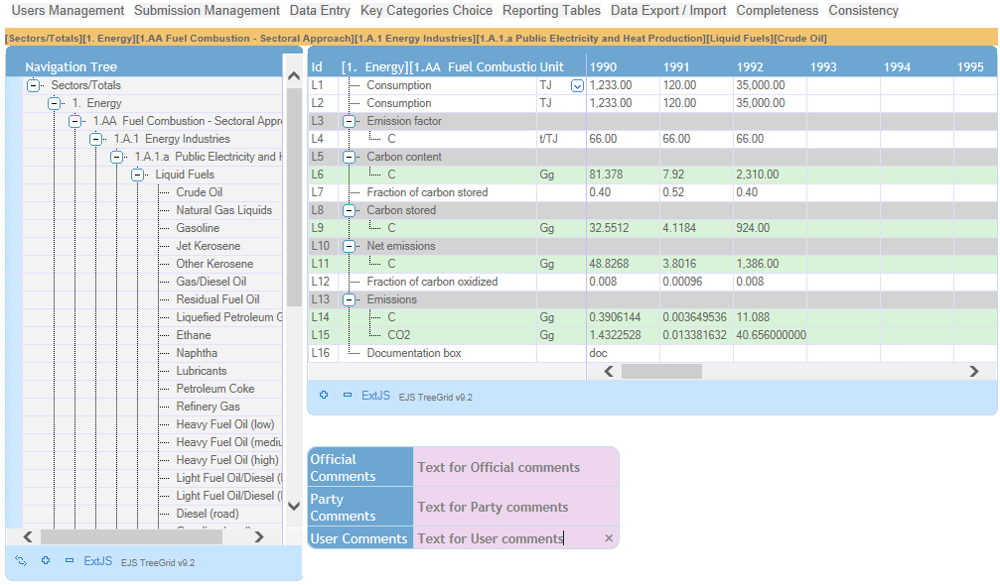 Users Management Submission Management Data Entry Key Categories Choice Reporting Tables Data Export / Import Completeness Consistency
[Sectors/Totals][1. Energy][1.AA Fuel Combustion - Sectoral Approach][1.A.1 Energy Industries][1.A.1.a Public Electricity and Heat Production][Liquid Fuels][Crude Oil]
Navigation Tree
Sectors/Totals
1. Energy
1.AA Fuel Combustion - Sectoral Appr
1.A.1 Energy Industries
1.A.1.a Public Electricity and H
Liquid Fuels
Crude Oil
Natural Gas Liquids
Gasoline
Jet Kerosene
Other Kerosene
Gas/Diesel Oil
Residual Fuel Oil
Liquefied Petroleum G
Ethane
Naphtha
Lubricants
Petroleum Coke
Refinery Gas
Heavy Fuel Oil (low)
Heavy Fuel Oil (mediu
Heavy Fuel Oil (high)
Light Fuel Oil/Diesel (
Light Fuel Oil/Diesel (
Diesel (road)
ExtJS EJS TreeGrid v9.2
Id [1. Energy][1.AA Fuel Combustio Unit 1990 1991 1992 1993 1994 1995
L1 Consumption TJ 1,233.00 120.00 35,000.00
L2 Consumption TJ 1,233.00 120.00 35,000.00
L3 Emission factor
L4 C t/TJ 66.00 66.00 66.00
L5 Carbon content
L6 C Gg 81.378 7.92 2,310.00
L7 Fraction of carbon stored 0.40 0.52 0.40
L8 Carbon stored
L9 C Gg 32.5512 4.1184 924.00
L10 Net emissions
L11 C Gg 48.8268 3.8016 1,386.00
L12 Fraction of carbon oxidized 0.008 0.00096 0.008
L13 Emissions
L14 C Gg 0.3906144 0.003649536 11.088
L15 CO2 Gg 1.4322528 0.013381632 40.656000000
L16 Documentation box doc
ExtJS EJS TreeGrid v9.2
Official
Comments
Text for Official comments
Party
Comments
Text for Party comments
User Comments Text for User comments